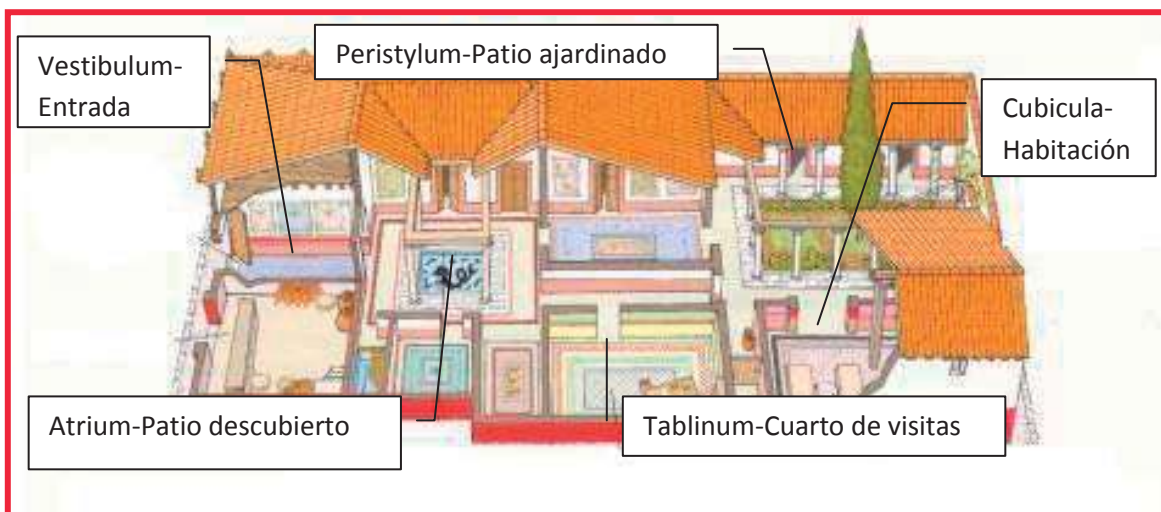 Vestibulum-
Entrada
Peristylum-Patio ajardinado
Cubicula-
Habitación
Atrium-Patio descubierto
Tablinum-Cuarto de visitas